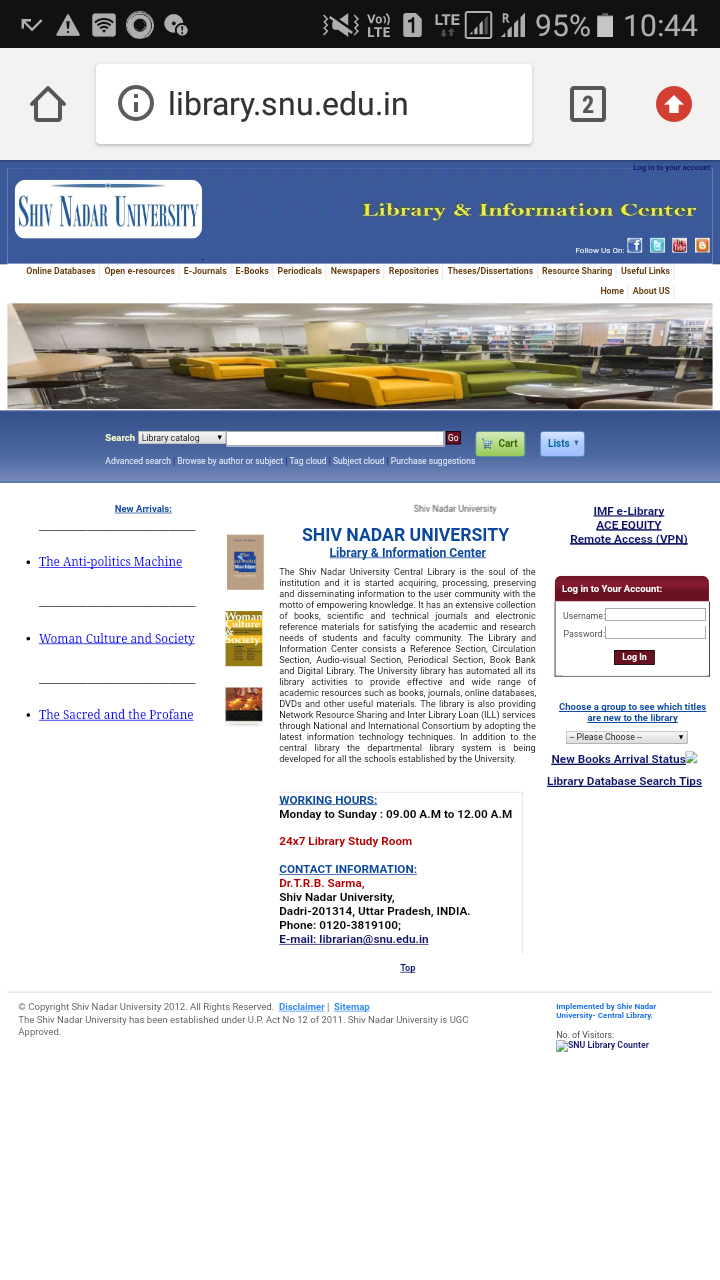 Vo))
LTE
1
LTE
R
95%
10:44
library.snu.edu.in
2
Log in to your account
SHIV NADAR UNIVERSITY
Library & Information Center
Follow Us On:
Online Databases
Open e-resources
E-Journals
E-Books
Periodicals
Newspapers
Repositories
Theses/Dissertations
Resource Sharing
Useful Links
Home
About US
Search
Library catalog
Go
Cart
Lists
Advanced search
Browse by author or subject
Tag cloud
Subject cloud
Purchase suggestions
New Arrivals:
The Anti-politics Machine
Woman Culture and Society
Woman
Culture
&
Society
The Sacred and the Profane
Shiv Nadar University
SHIV NADAR UNIVERSITY
Library & Information Center
The Shiv Nadar University Central Library is the soul of the
institution and it is started acquiring, processing, preserving
and disseminating information to the user community with the
motto of empowering knowledge. It has an extensive collection
of books, scientific and technical journals and electronic
reference materials for satisfying the academic and research
needs of students and faculty community. The Library and
Information Center consists a Reference Section, Circulation
Section, Audio-visual Section, Periodical Section, Book Bank
and Digital Library. The University library has automated all its
library activities to provide effective and wide range of
academic resources such as books, journals, online databases,
DVDs and other useful materials. The library is also providing
Network Resource Sharing and Inter Library Loan (ILL) services
through National and International Consortium by adopting the
latest information technology techniques. In addition to the
central library the departmental library system is being
developed for all the schools established by the University.
WORKING HOURS:
Monday to Sunday : 09.00 A.M to 12.00 A.M
24x7 Library Study Room
CONTACT INFORMATION:
Dr.T.R.B. Sarma,
Shiv Nadar University,
Dadri-201314, Uttar Pradesh, INDIA.
Phone: 0120-3819100;
E-mail: librarian@snu.edu.in
Top
IMF e-Library
ACE EQUITY
Remote Access (VPN)
Log in to Your Account:
Username:
Password:
Log In
Choose a group to see which titles
are new to the library
-- Please Choose --
New Books Arrival Status
Library Database Search Tips
© Copyright Shiv Nadar University 2012. All Rights Reserved. Disclaimer | Sitemap
The Shiv Nadar University has been established under U.P. Act No 12 of 2011. Shiv Nadar University is UGC
Approved.
Implemented by Shiv Nadar
University- Central Library.
No. of Visitors:
SNU Library Counter